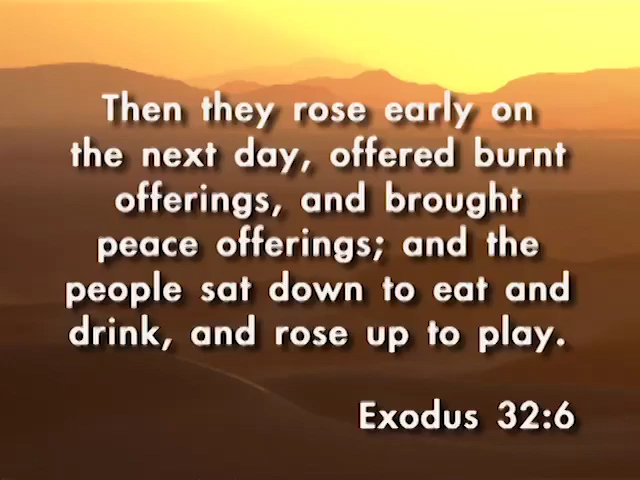 Then they rose early on
the next day, offered burnt
offerings, and brought
peace offerings; and the
people sat down to eat and
drink, and rose up to play.
Exodus 32:6